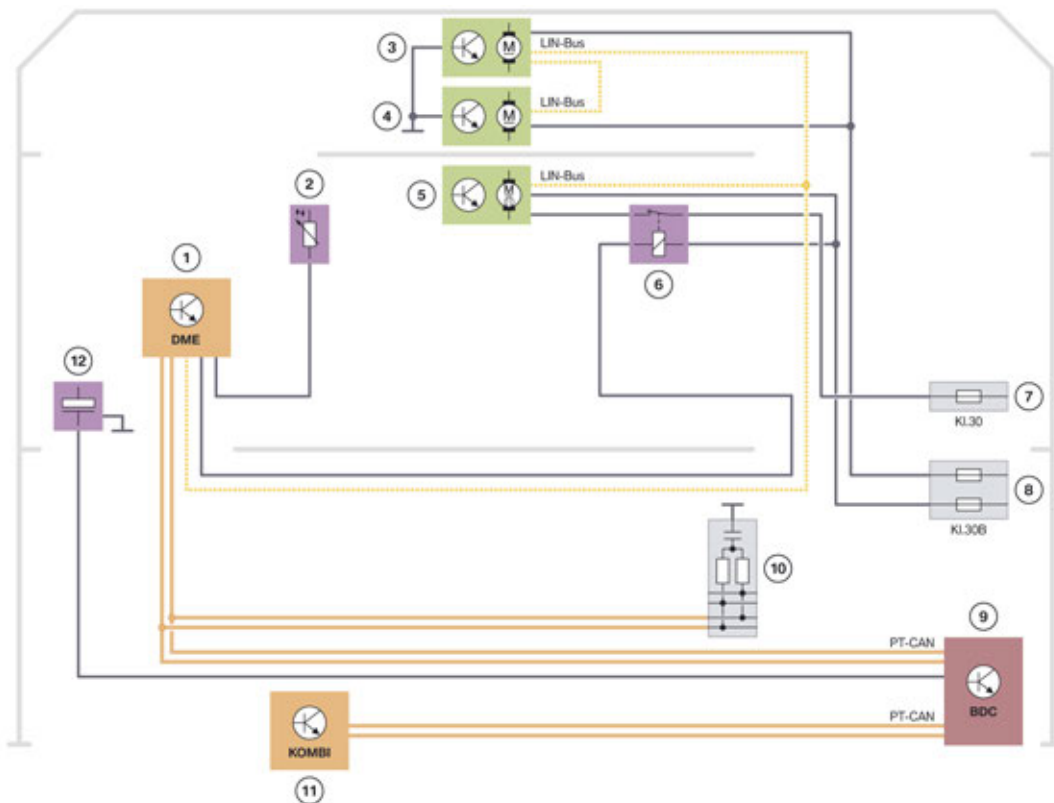 3
LIN-Bus
M
4
LIN-Bus
M
5
LIN-Bus
M
2
1
DME
6
12
7
Kl.30
8
Kl.30B
10
9
PT-CAN
BDC
PT-CAN
KOMBI
11